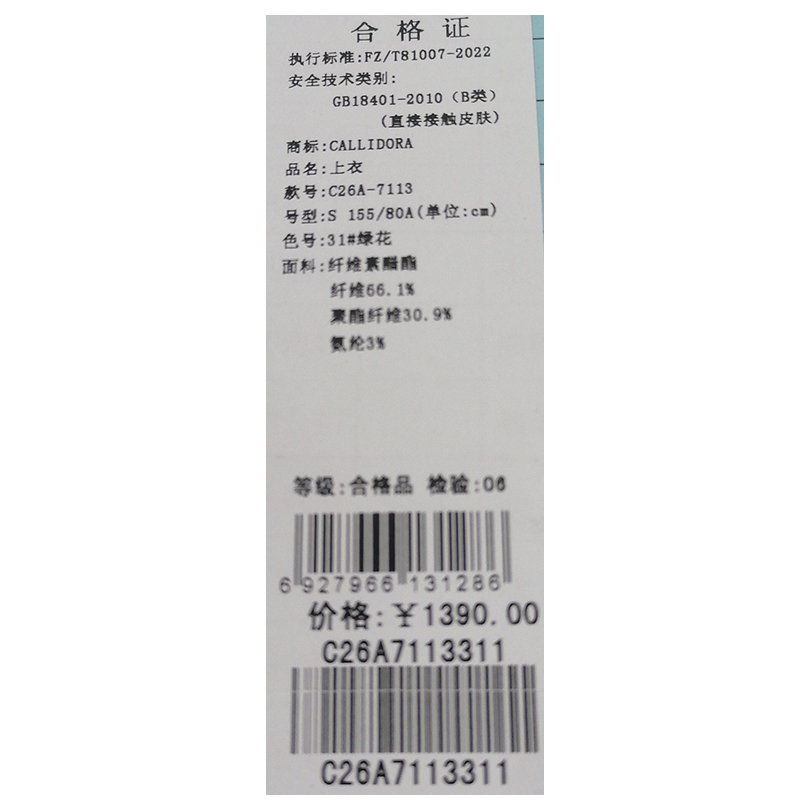 合格证
执行标准:FZ/T81007-2022
安全技术类别:
GB18401-2010（B类）
(直接接触皮肤)
商标:CALLIDORA
品名:上衣
款号:C26A-7113
号型:S 155/80A(单位:cm)
色号:31#绿花
面料:纤维素醋酯
纤维66.1%
聚酯纤维30.9%
氨纶3%
等级:合格品 检验:06
6 927966 131286
价格:￥1390.00
C26A7113311
C26A7113311